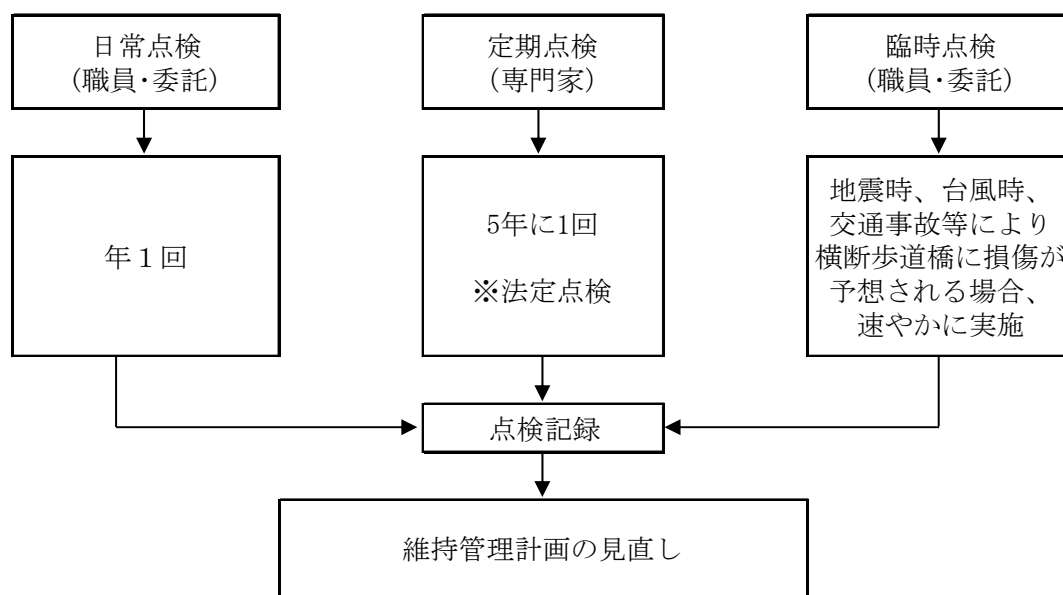 日常点検
(職員・委託)
定期点検
(専門家)
臨時点検
(職員・委託)
年１回
5年に1回
※法定点検
地震時、台風時、
交通事故等により
横断歩道橋に損傷が
予想される場合、
速やかに実施
点検記録
維持管理計画の見直し